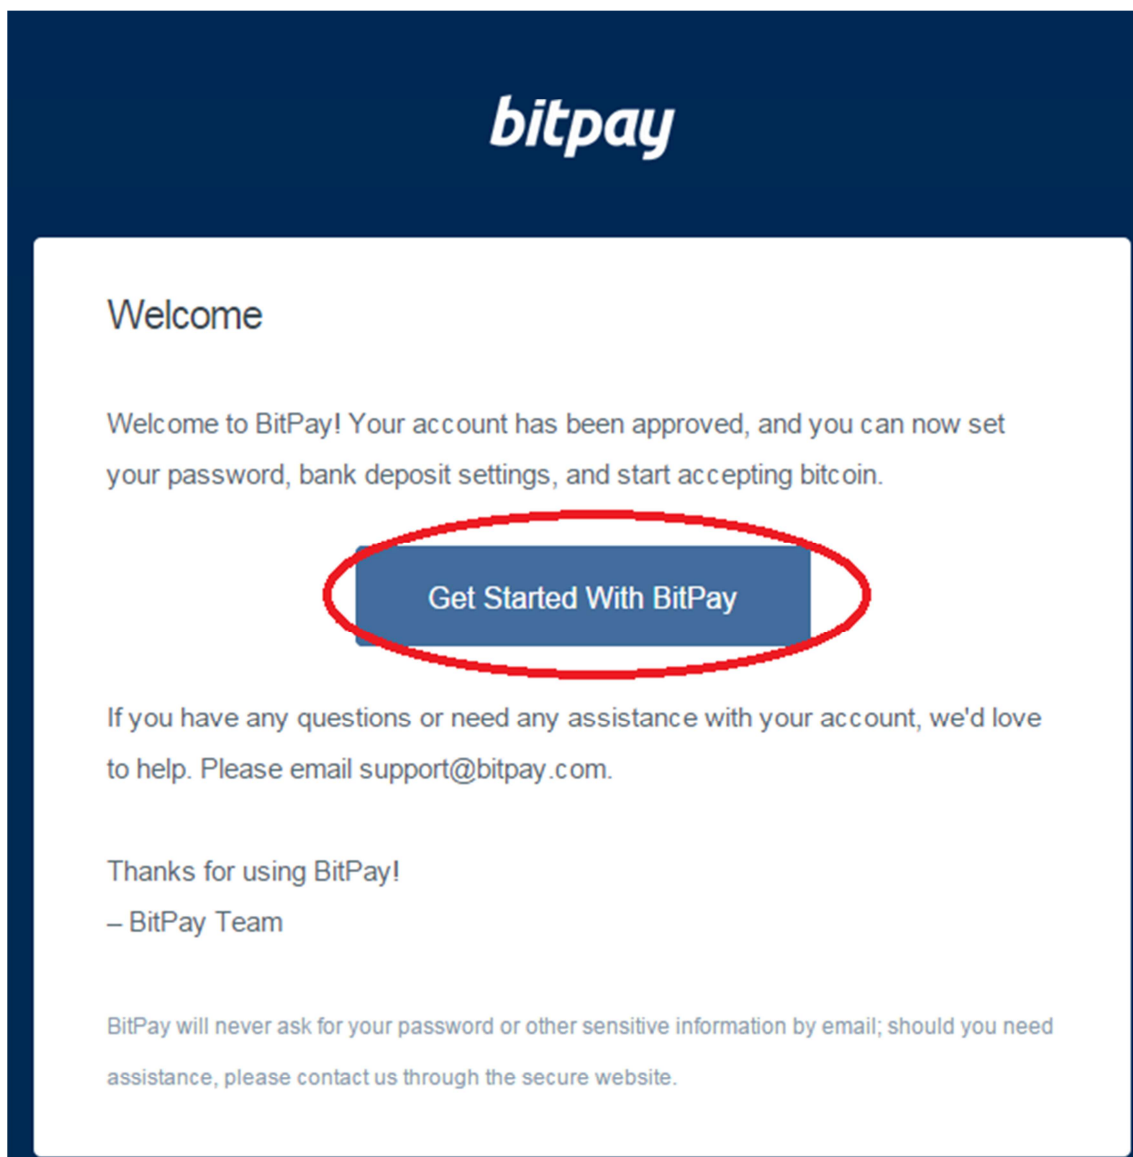 bitpay
Welcome
Welcome to BitPay! Your account has been approved, and you can now set
your password, bank deposit settings, and start accepting bitcoin.
Get Started With BitPay
If you have any questions or need any assistance with your account, we'd love
to help. Please email support@bitpay.com.
Thanks for using BitPay!
– BitPay Team
BitPay will never ask for your password or other sensitive information by email; should you need
assistance, please contact us through the secure website.